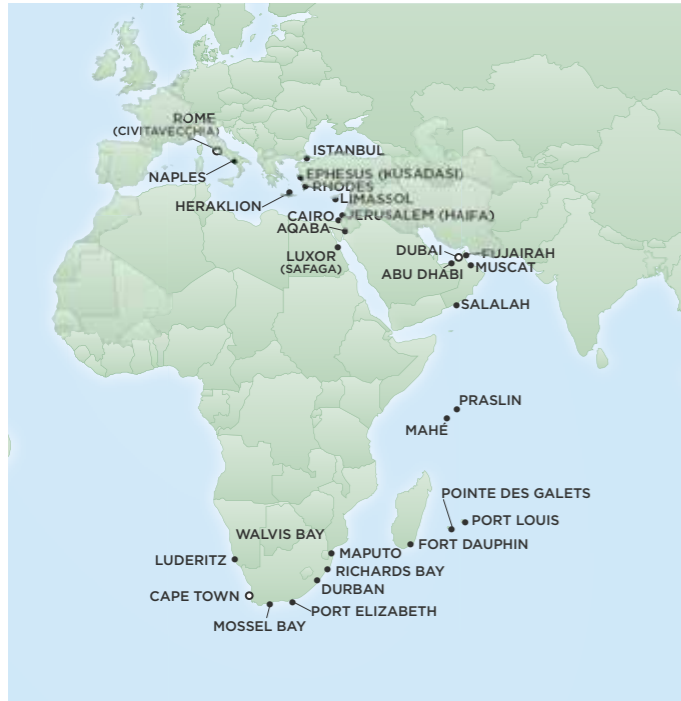 ROME
(CIVITAVECCHIA)
ISTANBUL
NAPLES
EPHESUS (KUSADASI)
RHODES
HERAKLION
LIMASSOL
CAIRO
JERUSALEM (HAIFA)
AQABA
LUXOR
(SAFAGA)
DUBAI
FUJAIRAH
ABU DHABI
MUSCAT
SALALAH
PRASLIN
MAHÉ
POINTE DES GALETS
PORT LOUIS
WALVIS BAY
FORT DAUPHIN
LUDERITZ
MAPUTO
RICHARDS BAY
DURBAN
CAPE TOWN
PORT ELIZABETH
MOSSEL BAY